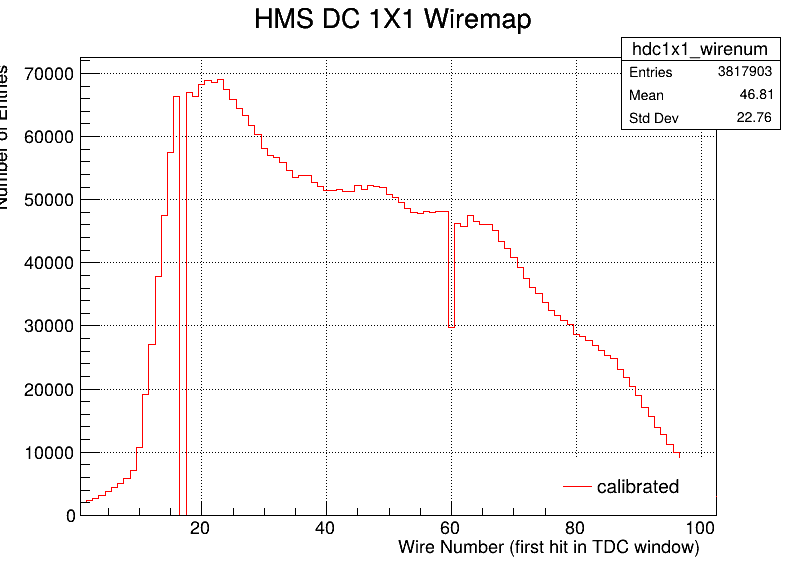 HMS DC 1X1 Wiremap
hdc1x1_wirenum
Entries 3817903
Mean 46.81
Std Dev 22.76
Number of Entries
70000
60000
50000
40000
30000
20000
10000
0
20 40 60 80 100
calibrated
Wire Number (first hit in TDC window)